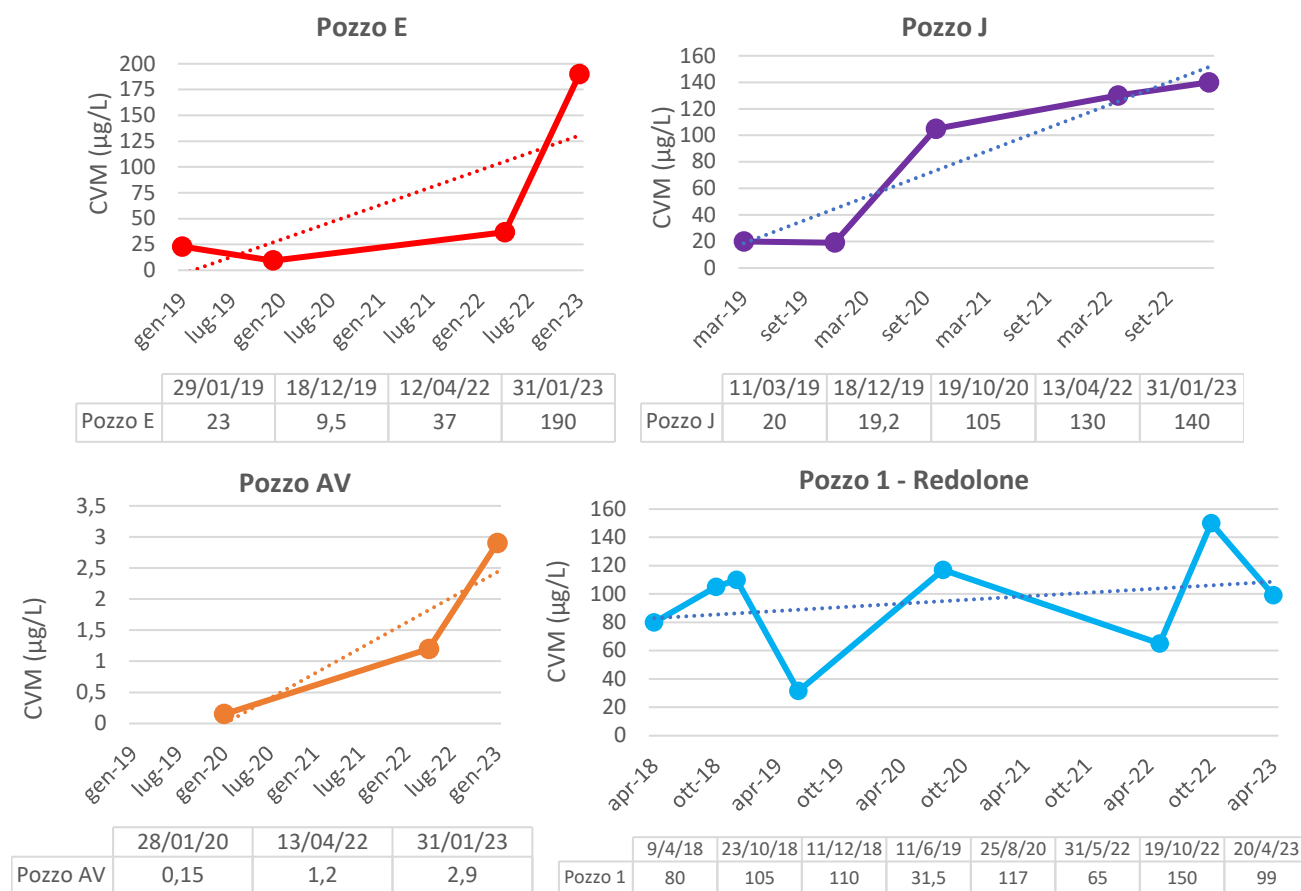 Pozzo E
CVM (µg/L)
200
175
150
125
100
75
50
25
0
gen-19 lug-19 gen-20 lug-20 gen-21 lug-21 gen-22 lug-22 gen-23
29/01/19 18/12/19 12/04/22 31/01/23
Pozzo E 23 9,5 37 190
Pozzo J
CVM (µg/L)
160
140
120
100
80
60
40
20
0
mar-19 set-19 mar-20 set-20 mar-21 set-21 mar-22 set-22
11/03/19 18/12/19 19/10/20 13/04/22 31/01/23
Pozzo J 20 19,2 105 130 140
Pozzo AV
CVM (µg/L)
3,5
3
2,5
2
1,5
1
0,5
0
gen-19 lug-19 gen-20 lug-20 gen-21 lug-21 gen-22 lug-22 gen-23
28/01/20 13/04/22 31/01/23
Pozzo AV 0,15 1,2 2,9
Pozzo 1 - Redolone
CVM (µg/L)
160
140
120
100
80
60
40
20
0
apr-18 ott-18 apr-19 ott-19 apr-20 ott-20 apr-21 ott-21 apr-22 ott-22 apr-23
9/4/18 23/10/18 11/12/18 11/6/19 25/8/20 31/5/22 19/10/22 20/4/23
Pozzo 1 80 105 110 31,5 117 65 150 99